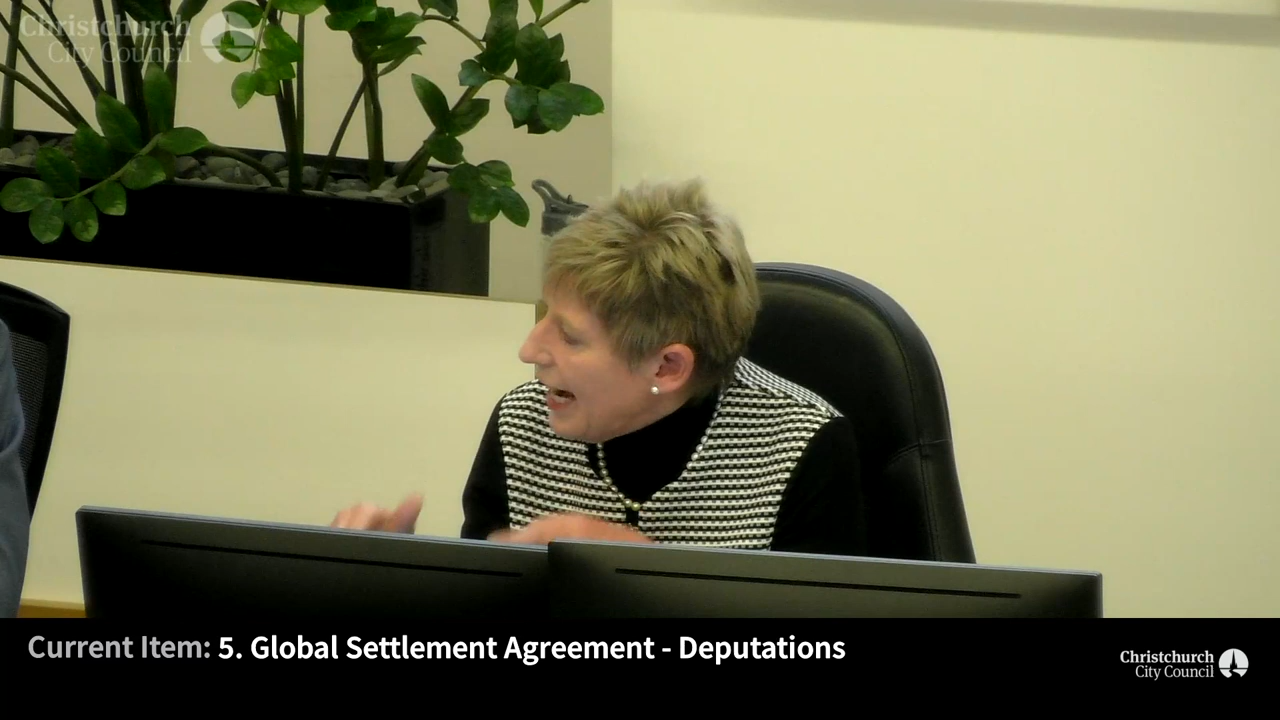 Christchurch
City Council
Current Item: 5. Global Settlement Agreement - Deputations
Christchurch
City Council